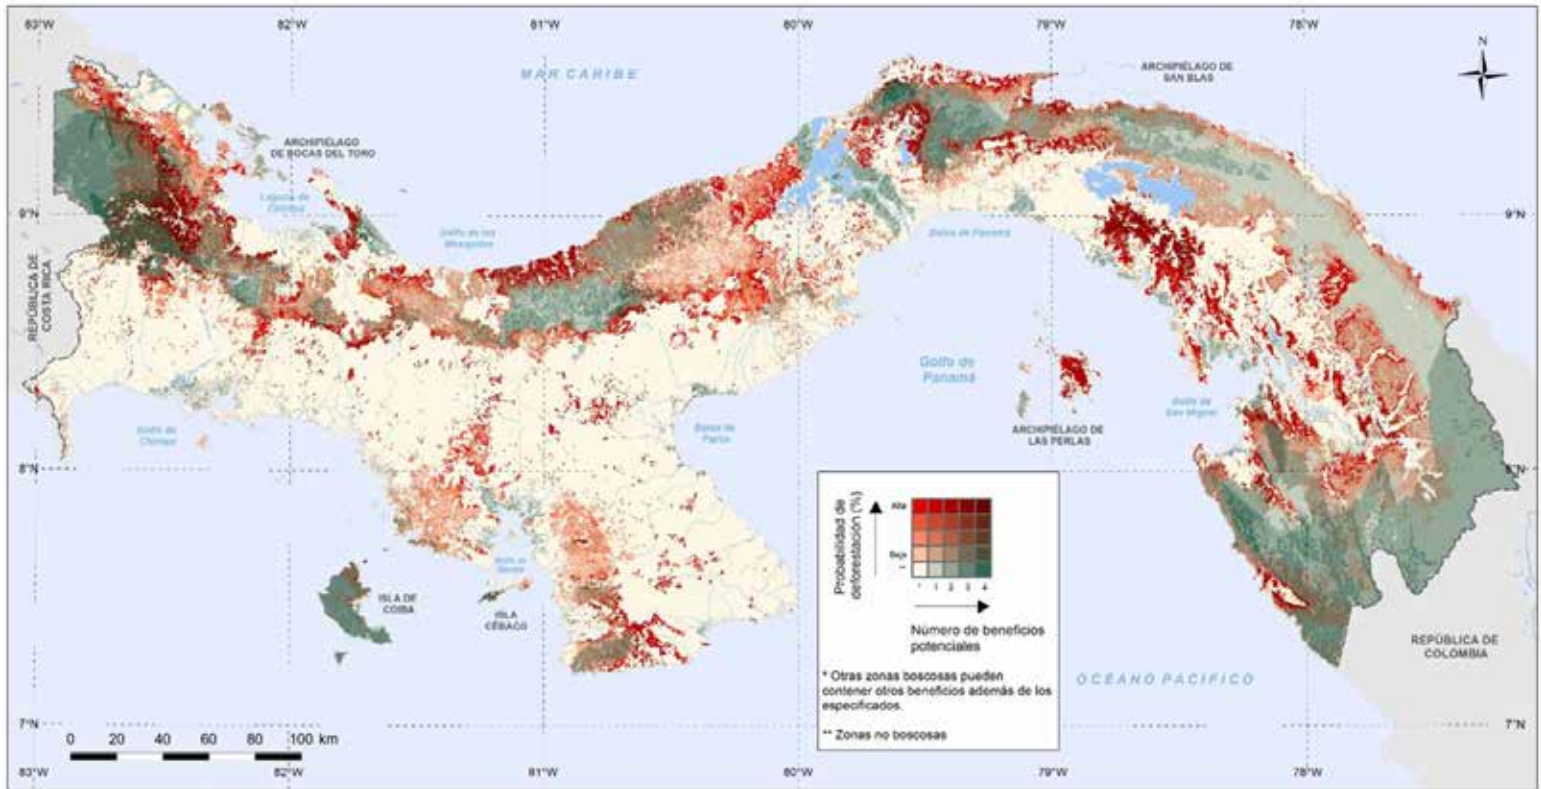 83°W
82°W
81°W
80°W
79°W
78°W
N
MAR CARIBE
ARCHIPIÉLAGO DE
SAN BLAS
ARCHIPIÉLAGO
DE BOCAS DEL TORO
Laguna de
Chiriquí
9°N
9°N
Golfo de los
Mosquitos
Bahía de Panamá
REPÚBLICA DE
COSTA RICA
Golfo de
Panamá
Golfo de
San Miguel
ARCHIPIÉLAGO DE
LAS PERLAS
Golfo de
Chiriquí
Bahía de
Parita
8°N
8°N
ISLA DE
COIBA
ISLA
CÉBACO
Probabilidad de
deforestación (%)
Alta
Baja
**
* 1 2 3 4
Número de beneficios
potenciales
* Otras zonas boscosas pueden
contener otros beneficios además de los
especificados.
** Zonas no boscosas
REPÚBLICA DE
COLOMBIA
OCÉANO PACÍFICO
7°N
7°N
0 20 40 60 80 100 km
83°W
82°W
81°W
80°W
79°W
78°W